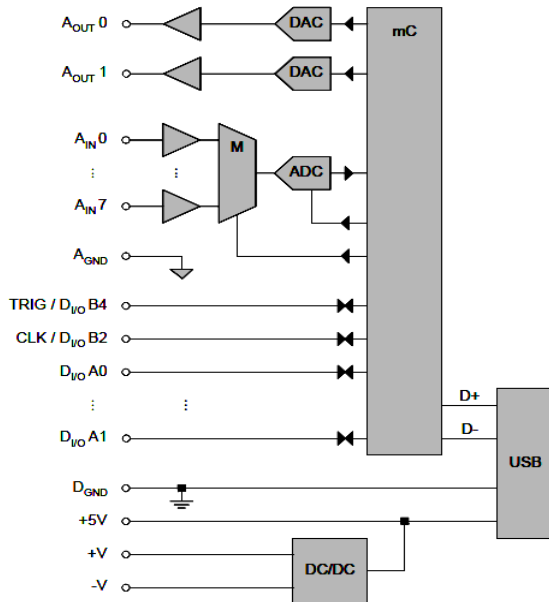 A_OUT 0
DAC
mC
A_OUT 1
DAC
A_IN 0
M
ADC
A_IN 7
A_GND
TRIG / D_I/O B4
CLK / D_I/O B2
D_I/O A0
D+
D_I/O A1
D-
USB
D_GND
+5V
+V
DC/DC
-V